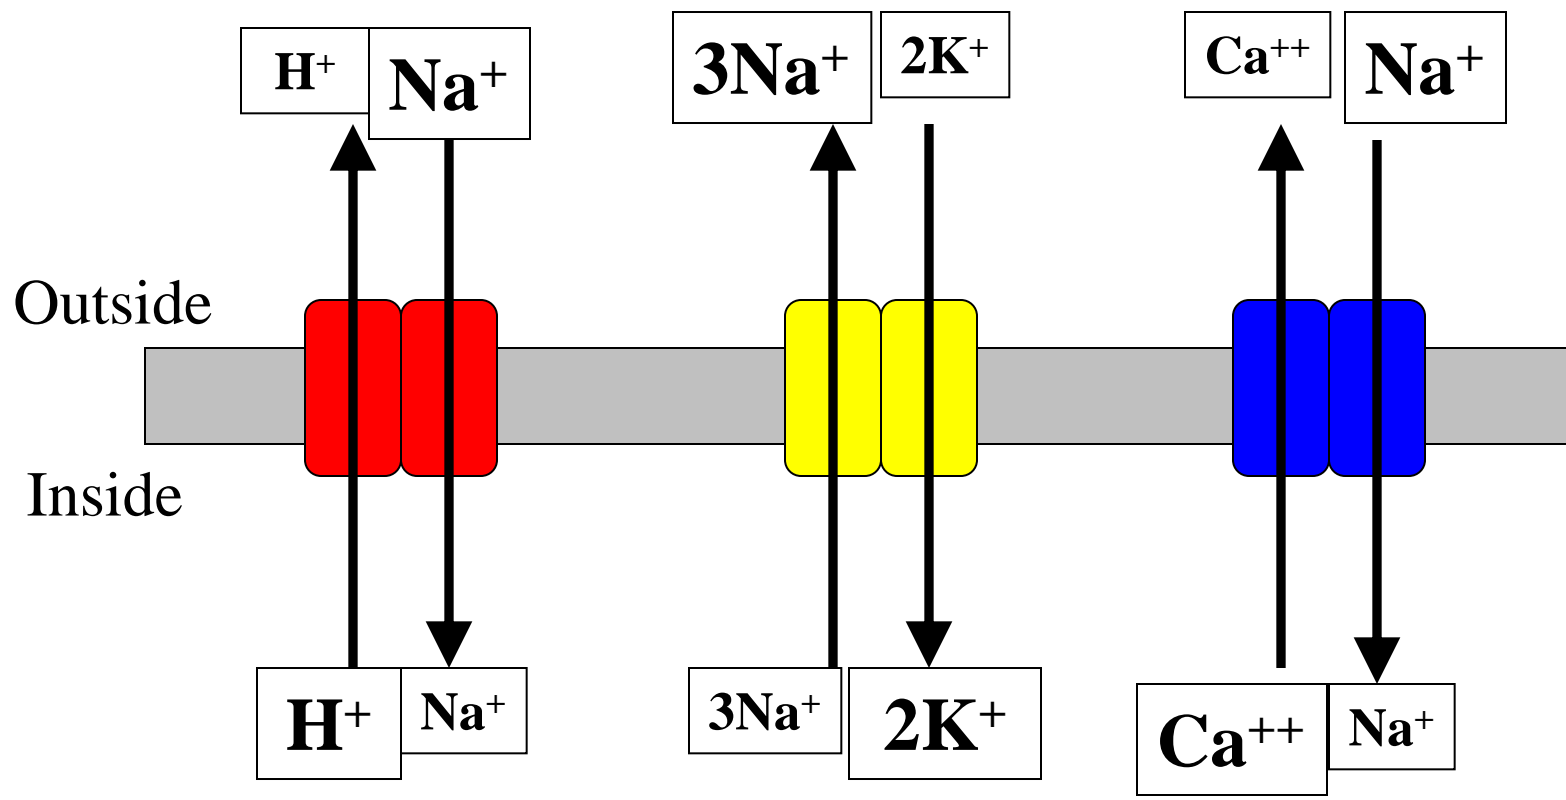 H⁺ Na⁺ 3Na⁺ 2K⁺ Ca⁺⁺ Na⁺
Outside
Inside
H⁺ Na⁺ 3Na⁺ 2K⁺ Ca⁺⁺ Na⁺